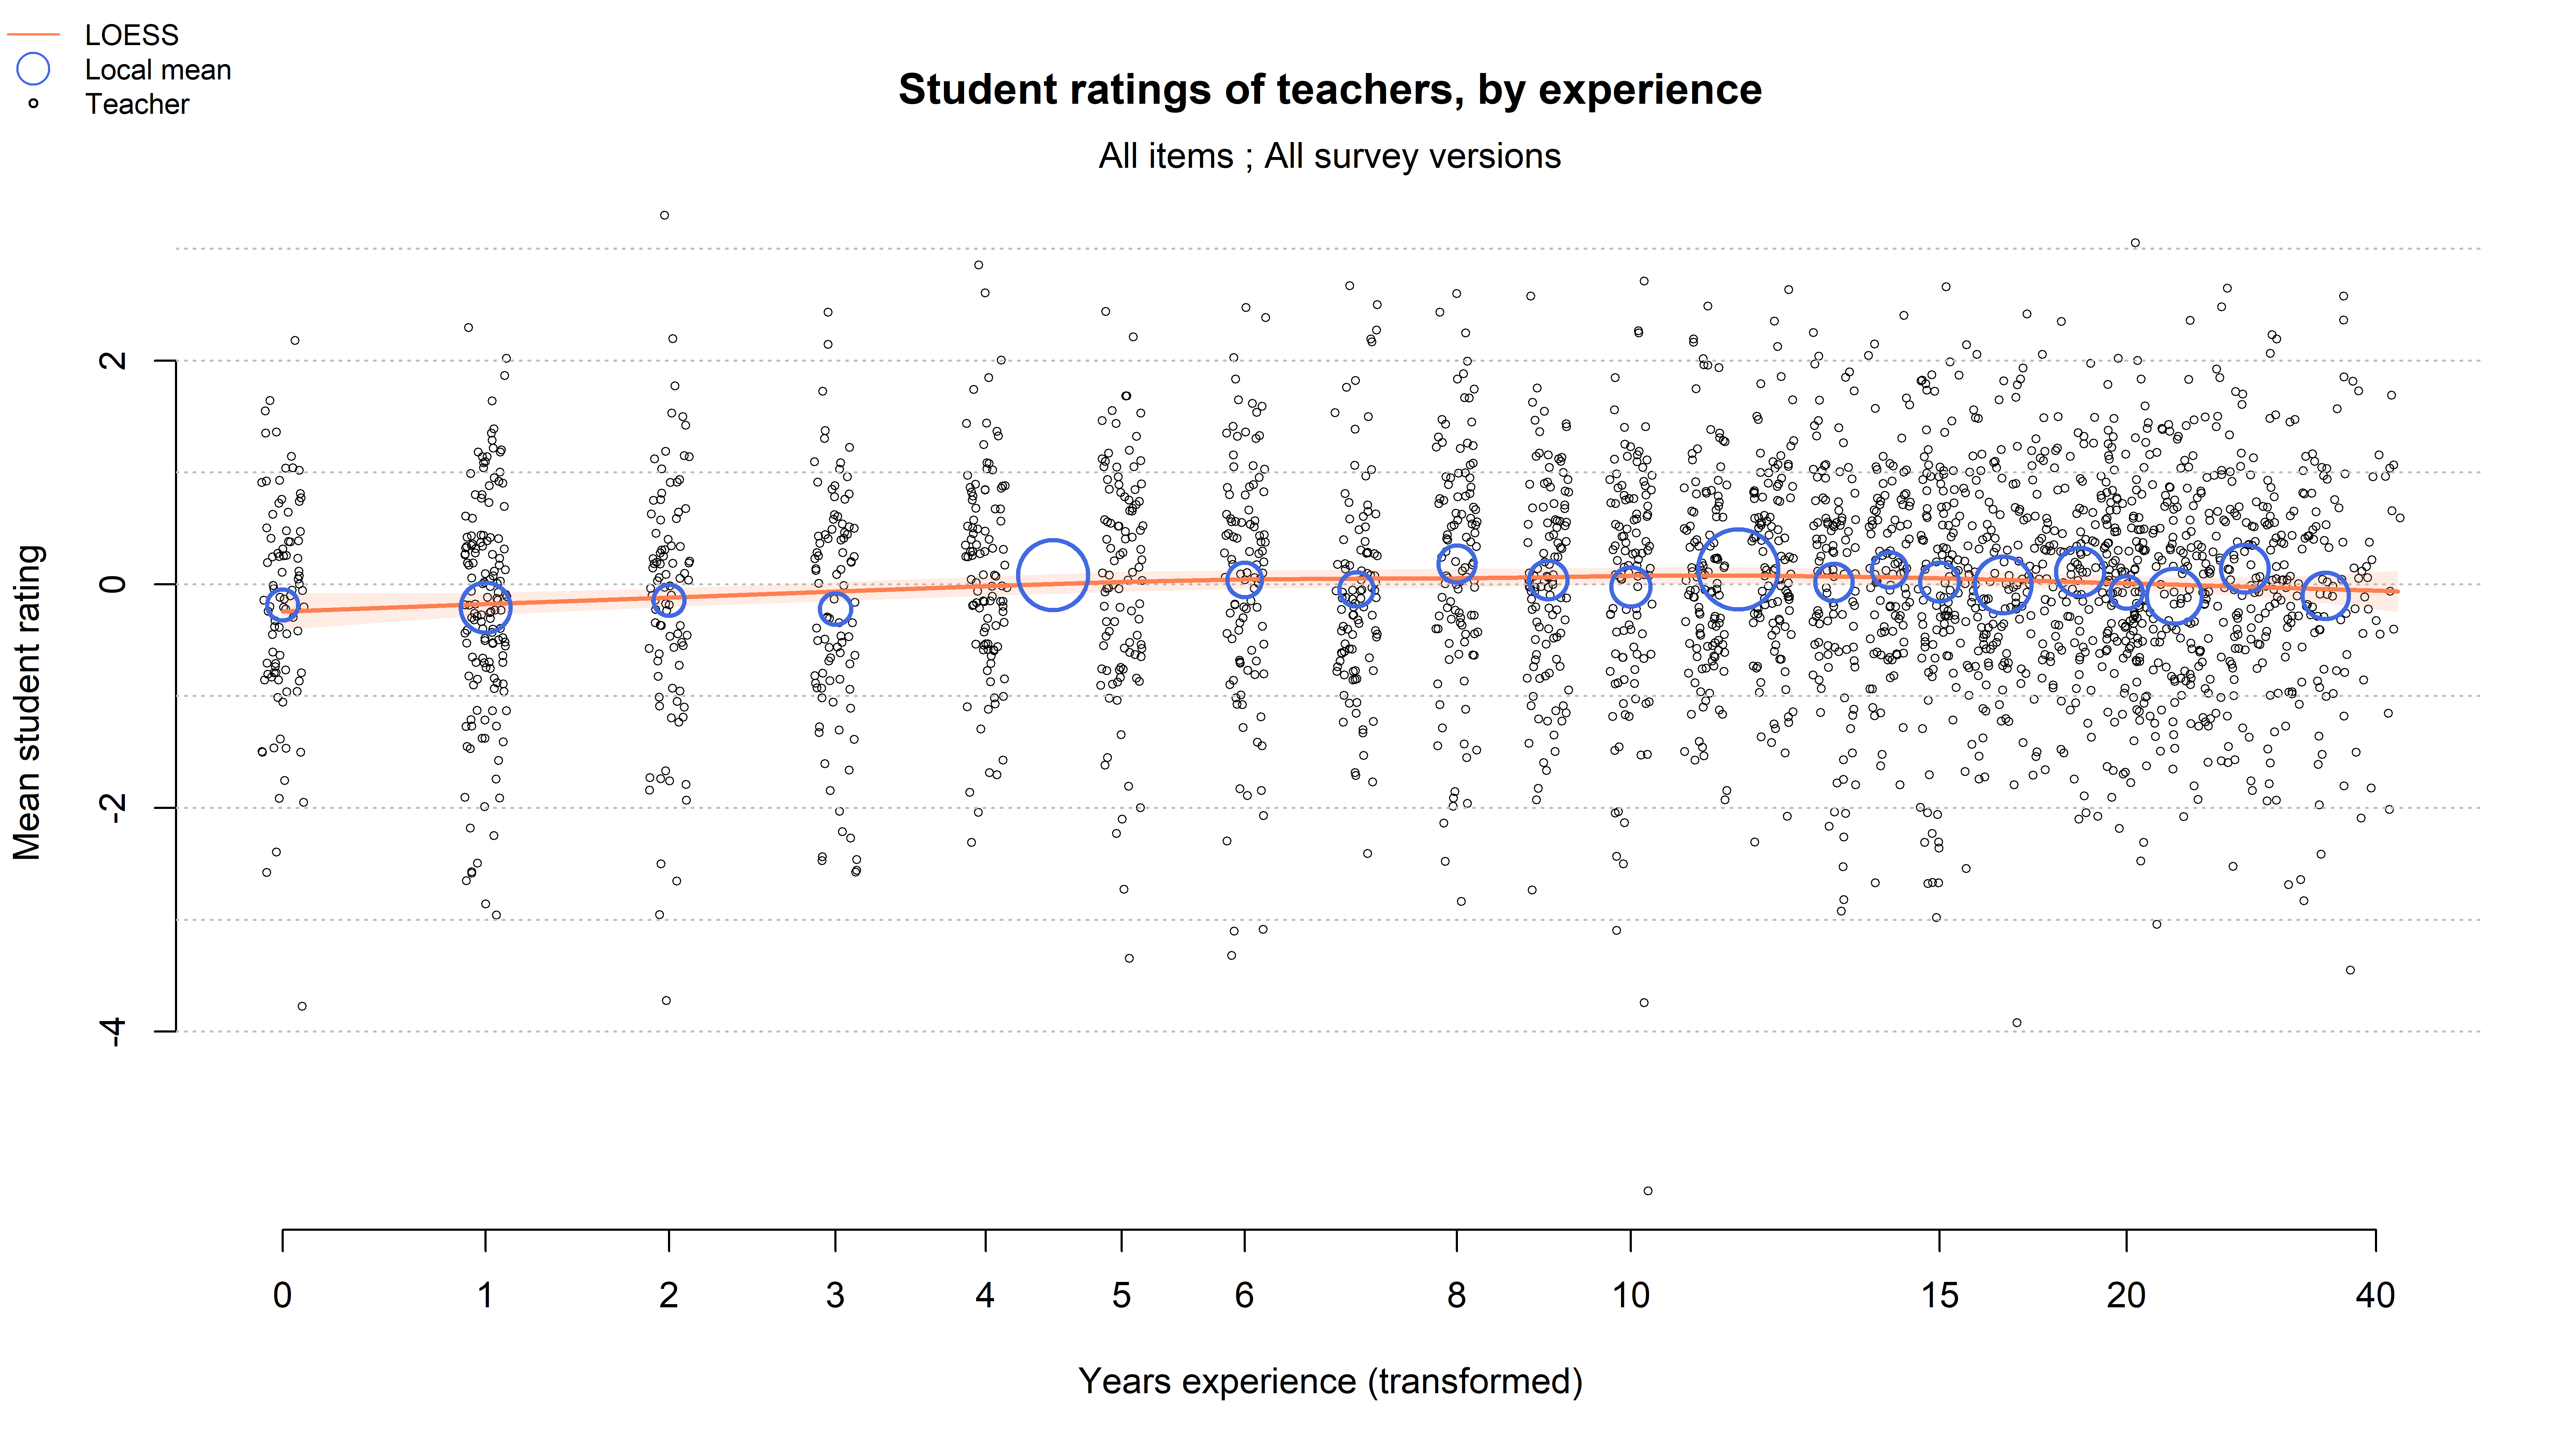 LOESS
Local mean
Teacher
Student ratings of teachers, by experience
All items ; All survey versions
Mean student rating
2
0
-2
-4
0 1 2 3 4 5 6 8 10 15 20 40
Years experience (transformed)